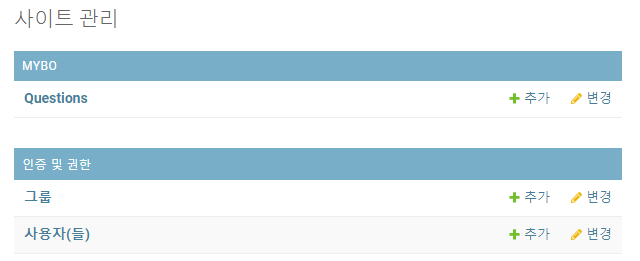 사이트 관리
MYBO
Questions 추가 변경
인증 및 권한
그룹 추가 변경
사용자(들) 추가 변경